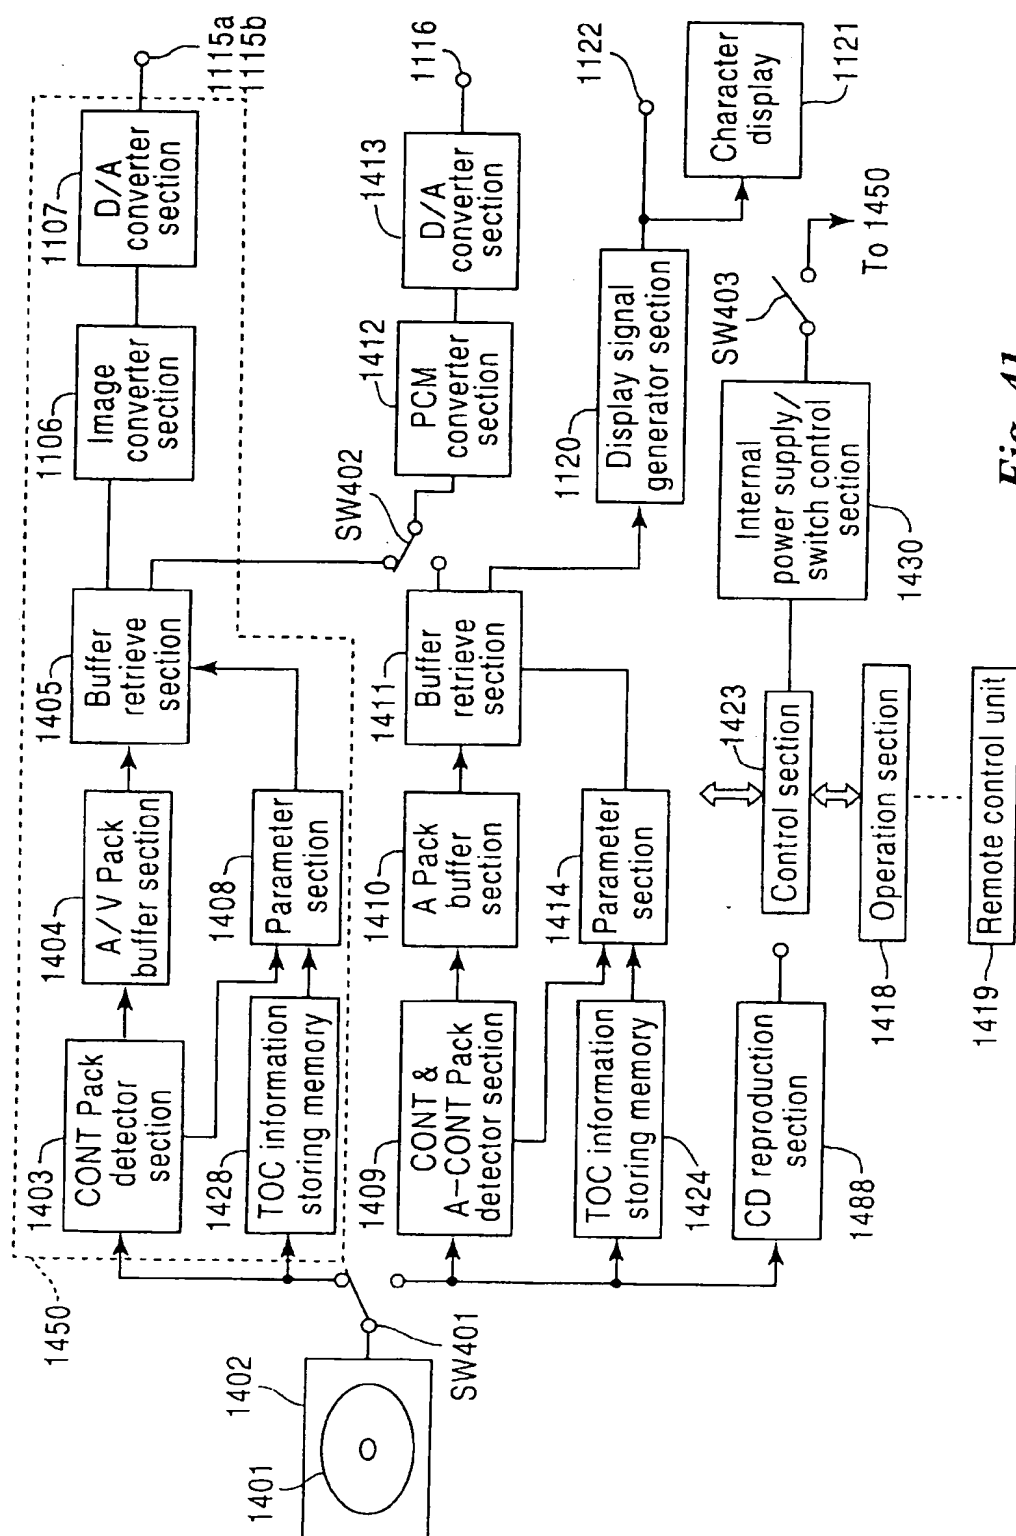 1401
1402
SW401
1450
1403
CONT Pack
detector
section
1404
A/V Pack
buffer section
1405
Buffer
retrieve
section
1106
Image
converter
section
1107
D/A
converter
section
1115a
1115b
1428
TOC information
storing memory
1408
Parameter
section
1409
CONT &
A-CONT Pack
detector section
1410
A Pack
buffer
section
1411
Buffer
retrieve
section
SW402
1412
PCM
converter
section
1413
D/A
converter
section
1116
TOC information
storing memory
1424
1414
Parameter
section
1120
Display signal
generator section
1122
Character
display
1121
CD reproduction
section
1488
1423
Control section
1418
Operation section
1419
Remote control unit
Internal
power supply/
switch control
section
1430
SW403
To 1450
Fig. 41